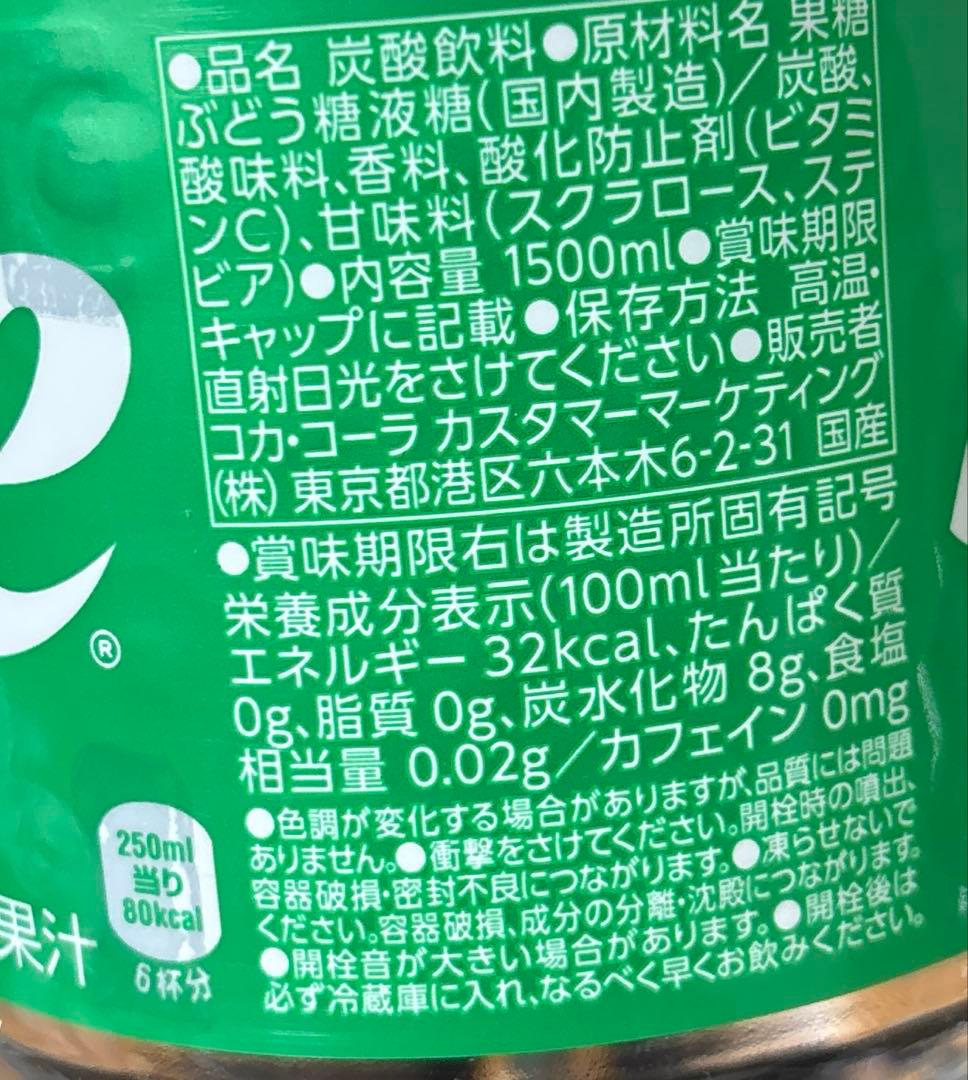 ●品名 炭酸飲料●原材料名 果糖
ぶどう糖液糖(国内製造)/炭酸、
酸味料、香料、酸化防止剤(ビタミ
ンC)、甘味料(スクラロース、ステ
ビア)●内容量 1500ml●賞味期限
キャップに記載●保存方法 高温・
直射日光をさけてください●販売者
コカ・コーラ カスタマーマーケティング
(株) 東京都港区六本木6-2-31 国産
●賞味期限右は製造所固有記号
栄養成分表示(100ml当たり)/
エネルギー 32kcal、たんぱく質
0g、脂質 0g、炭水化物 8g、食塩
相当量 0.02g/カフェイン 0mg
●色調が変化する場合がありますが、品質には問題
ありません。●衝撃をさけてください。開栓時の噴出、
容器破損・密封不良につながります。●凍らせないで
ください。容器破損、成分の分離・沈殿につながります。
●開栓音が大きい場合があります。●開栓後は
必ず冷蔵庫に入れ、なるべく早くお飲みください。
e
®
250ml
当り
80kcal
6杯分
果汁